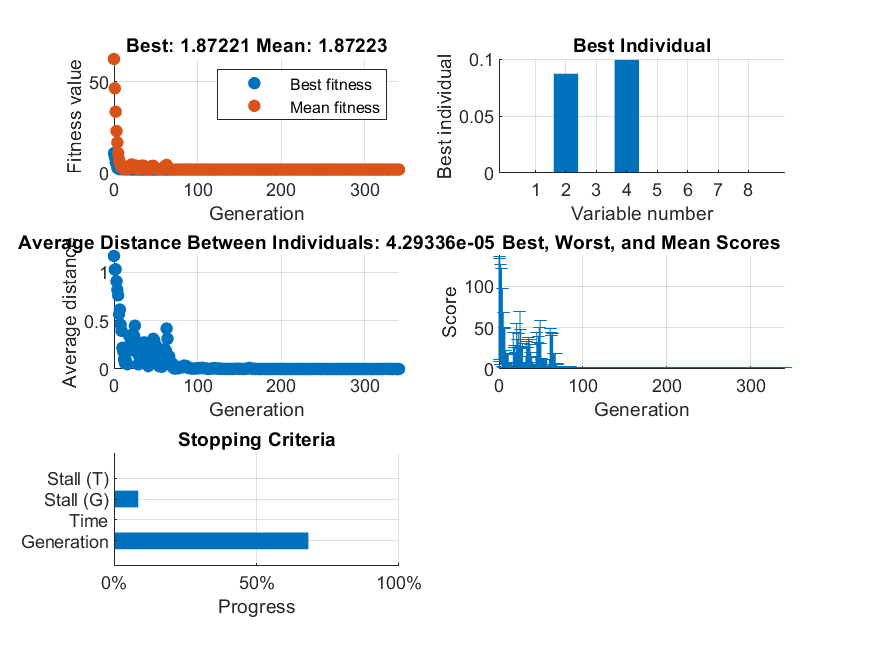 Best: 1.87221 Mean: 1.87223
Fitness value
50
0
Best fitness
Mean fitness
0 100 200 300
Generation
Best Individual
Best individual
0.1
0.05
0
1 2 3 4 5 6 7 8
Variable number
Average Distance Between Individuals: 4.29336e-05
Average distance
1
0.5
0
0 100 200 300
Generation
Best, Worst, and Mean Scores
Score
100
50
0
0 100 200 300
Generation
Stopping Criteria
Stall (T)
Stall (G)
Time
Generation
0% 50% 100%
Progress